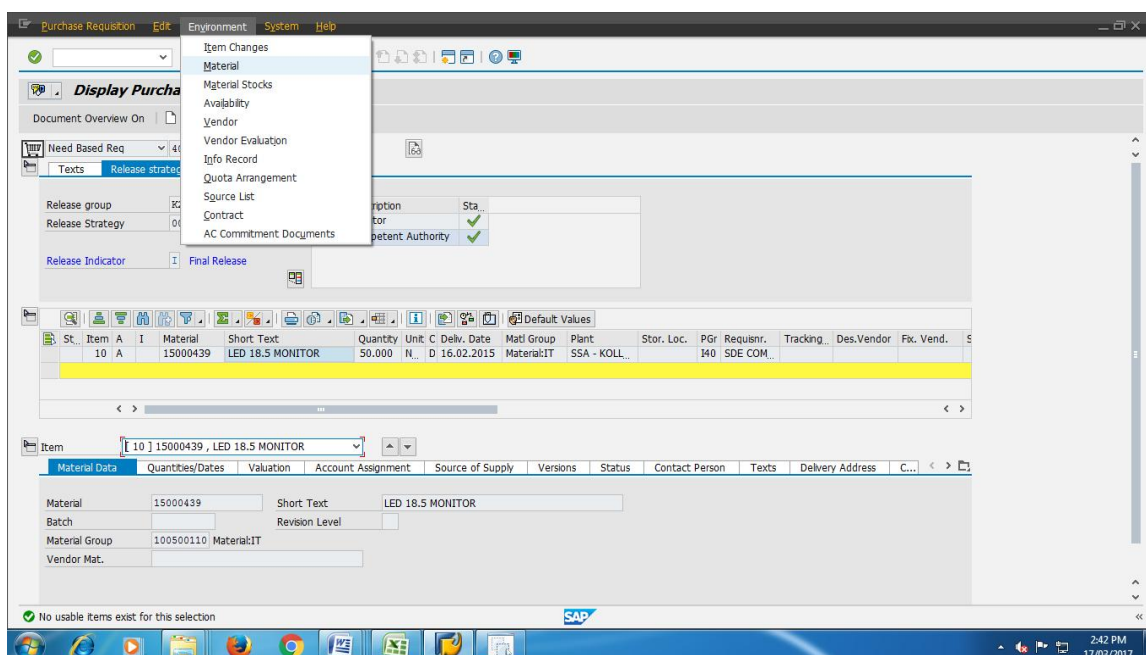 Purchase Requisition Edit Environment System Help
Item Changes
Material
Material Stocks
Availability
Vendor
Vendor Evaluation
Info Record
Quota Arrangement
Source List
Contract
AC Commitment Documents
Display Purcha
Document Overview On
Need Based Req 40
Texts Release strateg
Release group K2 ription Sta...
Release Strategy 00 tor
petent Authority
Release Indicator I Final Release
Default Values
St... Item A I Material Short Text Quantity Unit C Deliv. Date Matl Group Plant Stor. Loc. PGr Requisnr. Tracking... Des.Vendor Fix. Vend. S
10 A 15000439 LED 18.5 MONITOR 50.000 N... D 16.02.2015 Material:IT SSA - KOLL... I40 SDE COM...
Item [ 10 ] 15000439 , LED 18.5 MONITOR
Material Data Quantities/Dates Valuation Account Assignment Source of Supply Versions Status Contact Person Texts Delivery Address C...
Material 15000439 Short Text LED 18.5 MONITOR
Batch Revision Level
Material Group 100500110 Material:IT
Vendor Mat.
No usable items exist for this selection SAP
2:42 PM
17/03/2017